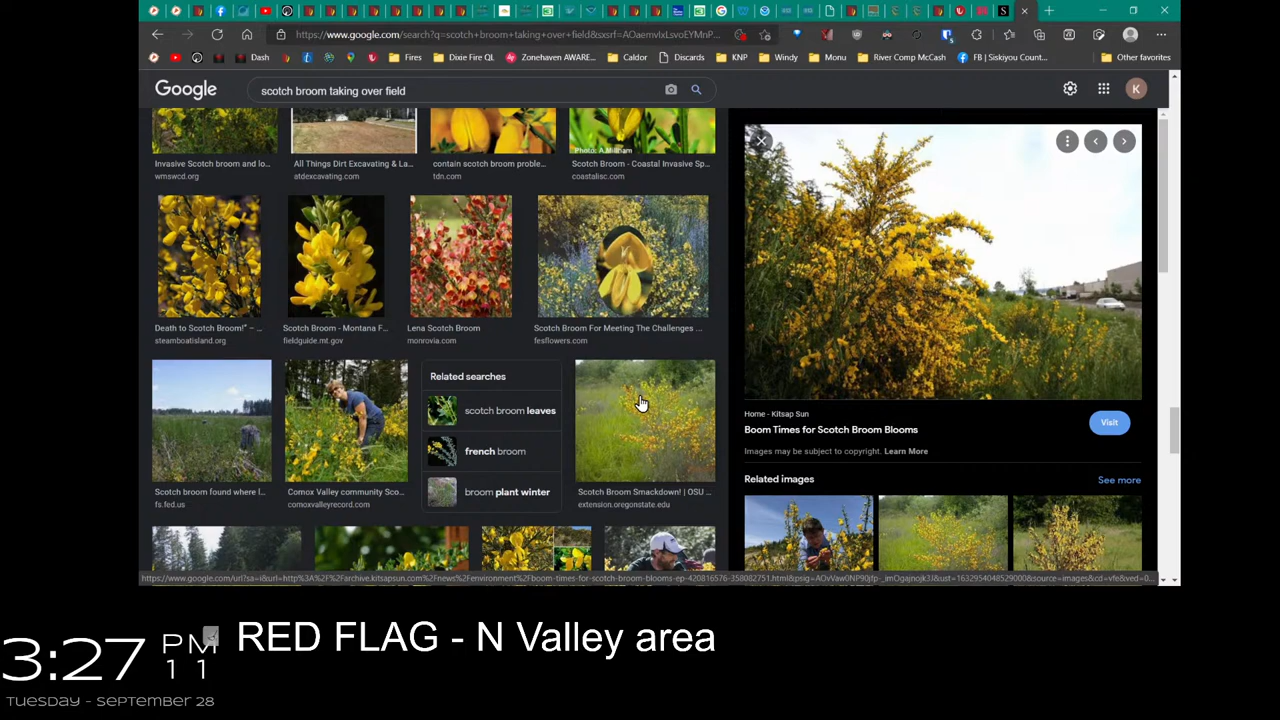 https://www.google.com/search?q=scotch+broom+taking+over+field&sxsrf=AOaemvIxLsvoEYMnP...
Dash
Fires
Dixie Fire QL
Zonehaven AWARE...
Caldor
Discards
KNP
Windy
Monu
River Comp McCash
FB | Siskiyou Count...
Other favorites
Google
scotch broom taking over field
K
Photo: A.Millham
Invasive Scotch broom and lo...
wmswcd.org
All Things Dirt Excavating & La...
atdexcavating.com
contain scotch broom proble...
tdn.com
Scotch Broom - Coastal Invasive Sp...
coastalisc.com
Death to Scotch Broom!" – ...
steamboatisland.org
Scotch Broom - Montana F...
fieldguide.mt.gov
Lena Scotch Broom
monrovia.com
Scotch Broom For Meeting The Challenges ...
fesflowers.com
Related searches
scotch broom leaves
french broom
broom plant winter
Scotch broom found where l...
fs.fed.us
Comox Valley community Sco...
comoxvalleyrecord.com
Scotch Broom Smackdown! | OSU ...
extension.oregonstate.edu
Home - Kitsap Sun
Boom Times for Scotch Broom Blooms
Visit
Images may be subject to copyright. Learn More
Related images
See more
3:27 PM
11
TUESDAY - SEPTEMBER 28
RED FLAG - N Valley area